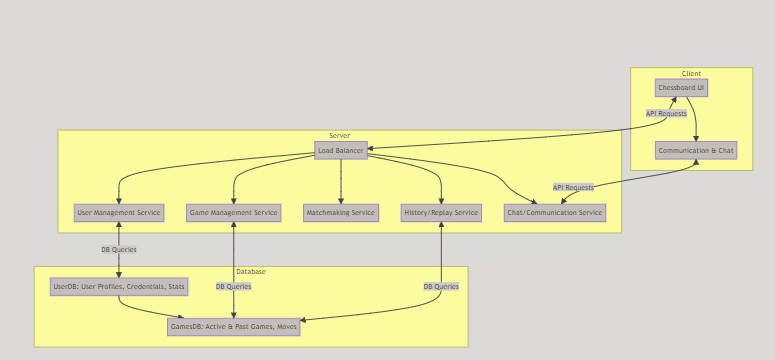 Client
Chessboard UI
API Requests
Server
Load Balancer
Communication & Chat
API Requests
User Management Service
Game Management Service
Matchmaking Service
History/Replay Service
Chat/Communication Service
DB Queries
Database
UserDB: User Profiles, Credentials, Stats
DB Queries
DB Queries
GamesDB: Active & Past Games, Moves